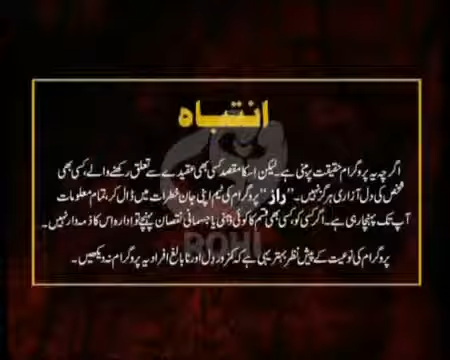 انتباہ
اگرچہ یہ پروگرام حقیقت پر مبنی ہے۔ لیکن اسکا مقصد کسی بھی عقیدے سے تعلق رکھنے والے، کسی بھی
شخص کی دل آزاری ہرگز نہیں۔ "راز" پروگرام کی ٹیم اپنی جان خطرات میں ڈال کر، تمام معلومات
آپ تک پہنچا رہی ہے۔ اگر کسی کو، کسی بھی قسم کا کوئی ذہنی یا جسمانی نقصان پہنچے تو ادارہ اس کا ذمہ دار نہیں۔
پروگرام کی نوعیت کے پیش نظر بہتر یہی ہے کہ کمزور دل اور نا بالغ افراد یہ پروگرام نہ دیکھیں۔
ROHI